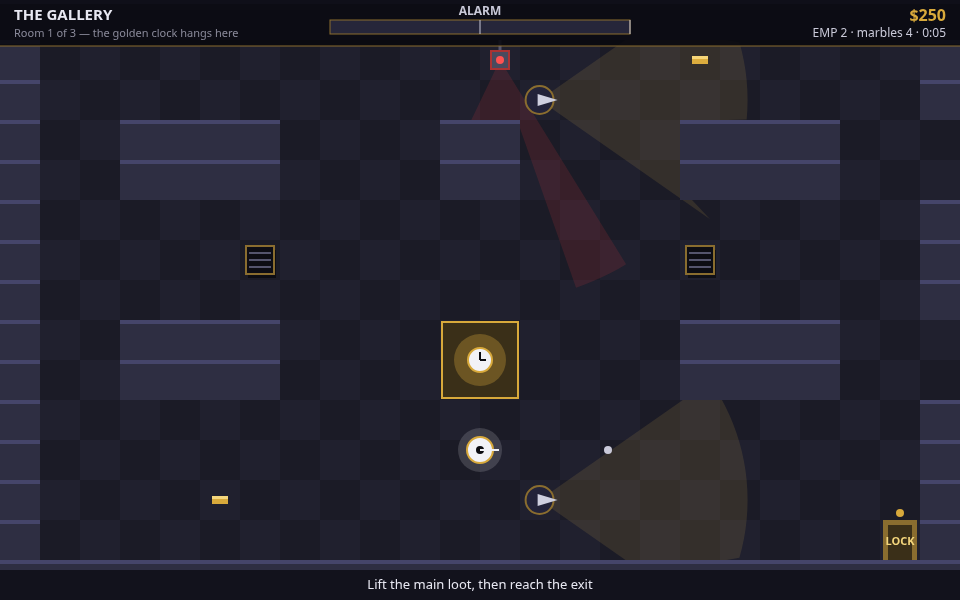 THE GALLERY
Room 1 of 3 — the golden clock hangs here
ALARM
$250
EMP 2 · marbles 4 · 0:05
LOCK
Lift the main loot, then reach the exit